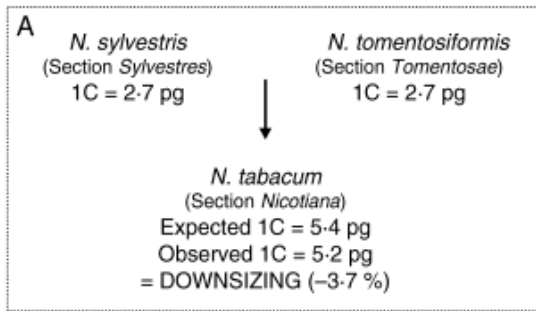 A
N. sylvestris
(Section Sylvestres)
1C = 2·7 pg
N. tomentosiformis
(Section Tomentosae)
1C = 2·7 pg
N. tabacum
(Section Nicotiana)
Expected 1C = 5·4 pg
Observed 1C = 5·2 pg
= DOWNSIZING (–3·7 %)